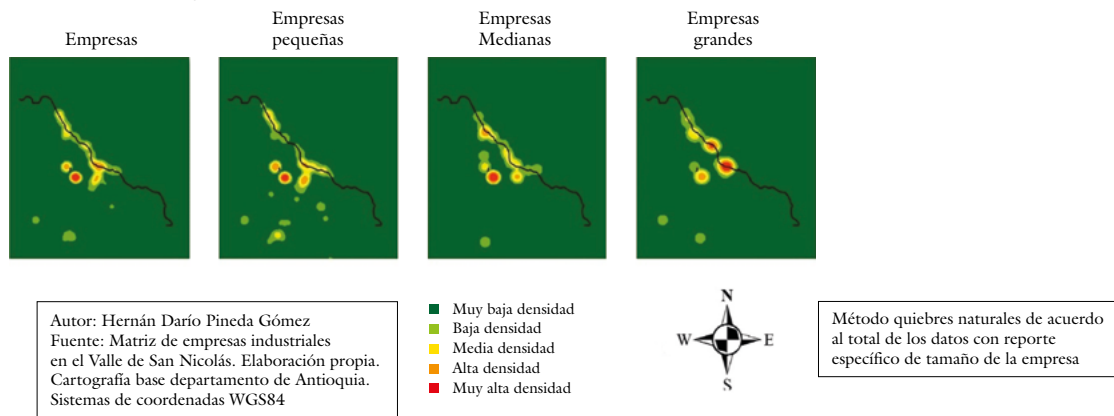 Empresas
Empresas
pequeñas
Empresas
Medianas
Empresas
grandes
Autor: Hernán Darío Pineda Gómez
Fuente: Matriz de empresas industriales
en el Valle de San Nicolás. Elaboración propia.
Cartografía base departamento de Antioquia.
Sistemas de coordenadas WGS84
Muy baja densidad
Baja densidad
Media densidad
Alta densidad
Muy alta densidad
N
W E
S
Método quiebres naturales de acuerdo
al total de los datos con reporte
específico de tamaño de la empresa